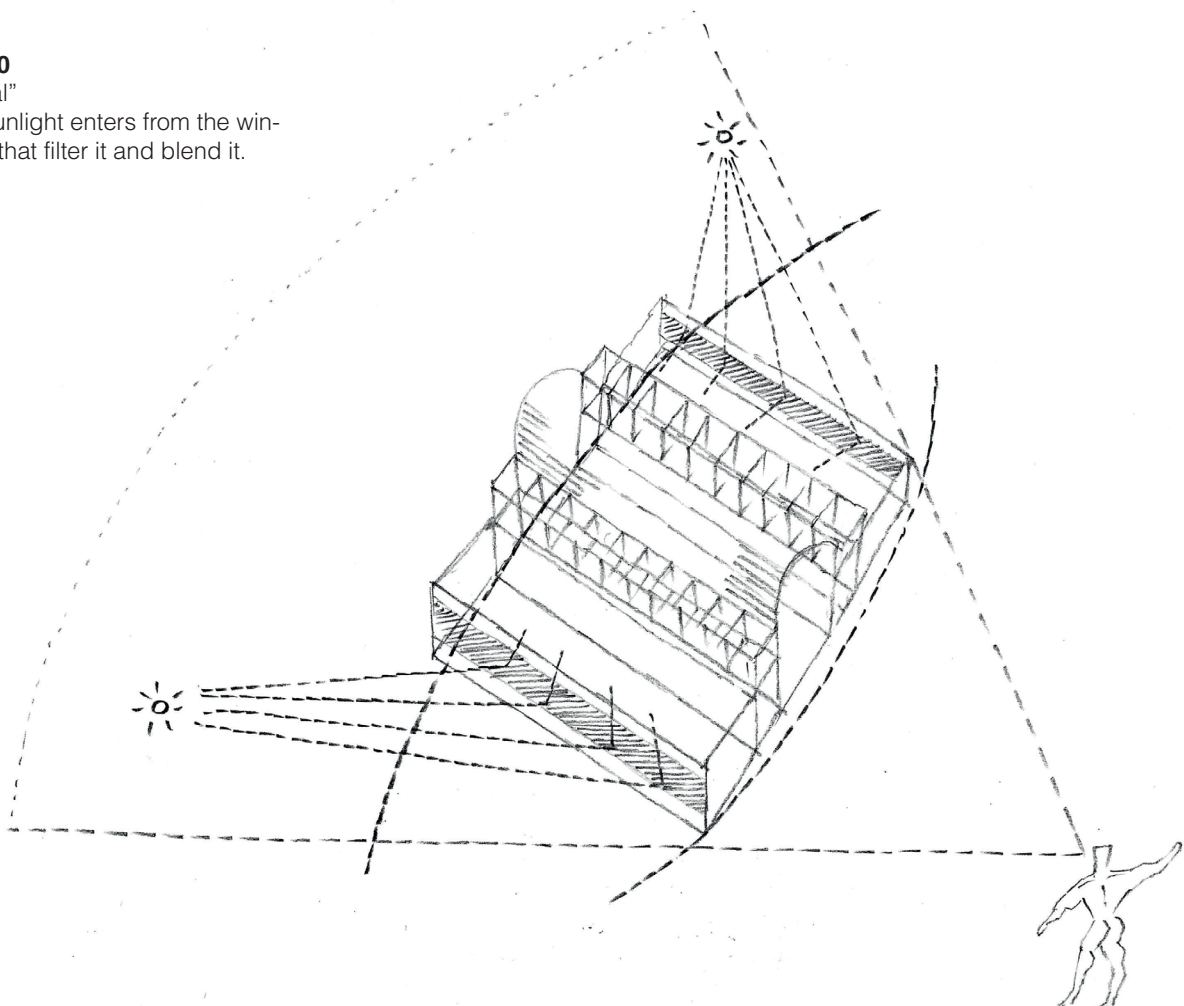 0
al”
unlight enters from the win-
that filter it and blend it.